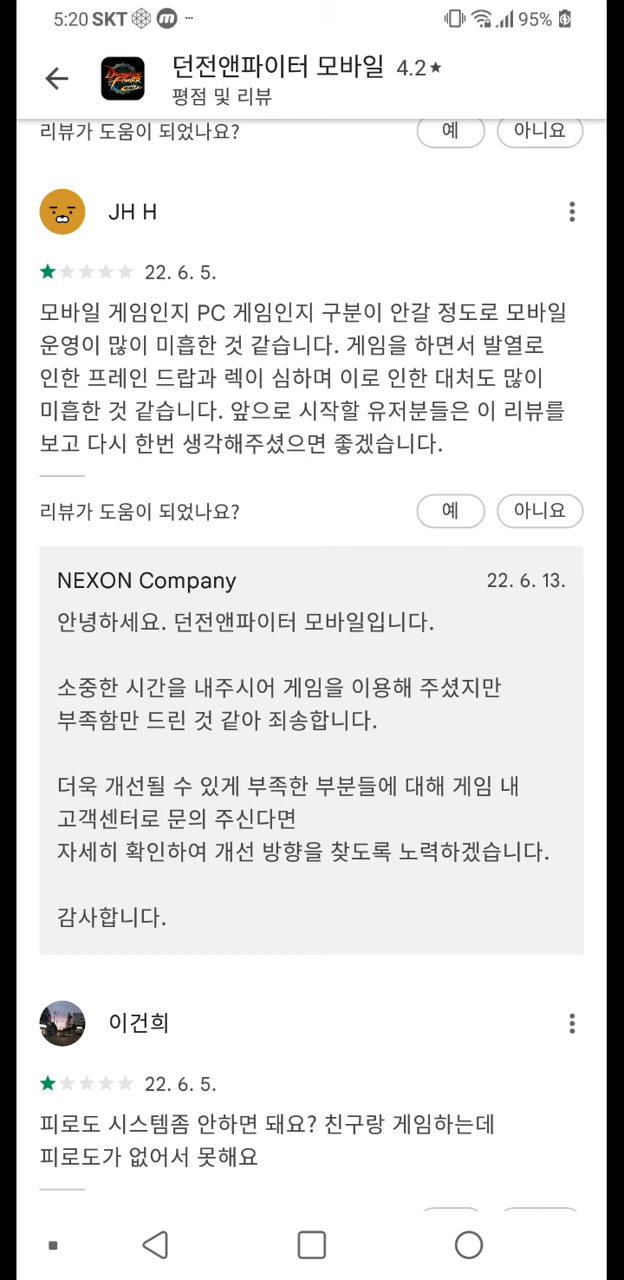 5:20 SKT m ··· 95%
던전앤파이터 모바일 4.2★
평점 및 리뷰
리뷰가 도움이 되었나요? 예 아니요
JH H
22. 6. 5.
모바일 게임인지 PC 게임인지 구분이 안갈 정도로 모바일
운영이 많이 미흡한 것 같습니다. 게임을 하면서 발열로
인한 프레인 드랍과 렉이 심하며 이로 인한 대처도 많이
미흡한 것 같습니다. 앞으로 시작할 유저분들은 이 리뷰를
보고 다시 한번 생각해주셨으면 좋겠습니다.
리뷰가 도움이 되었나요? 예 아니요
NEXON Company 22. 6. 13.
안녕하세요. 던전앤파이터 모바일입니다.
소중한 시간을 내주시어 게임을 이용해 주셨지만
부족함만 드린 것 같아 죄송합니다.
더욱 개선될 수 있게 부족한 부분들에 대해 게임 내
고객센터로 문의 주신다면
자세히 확인하여 개선 방향을 찾도록 노력하겠습니다.
감사합니다.
이건희
22. 6. 5.
피로도 시스템좀 안하면 돼요? 친구랑 게임하는데
피로도가 없어서 못해요